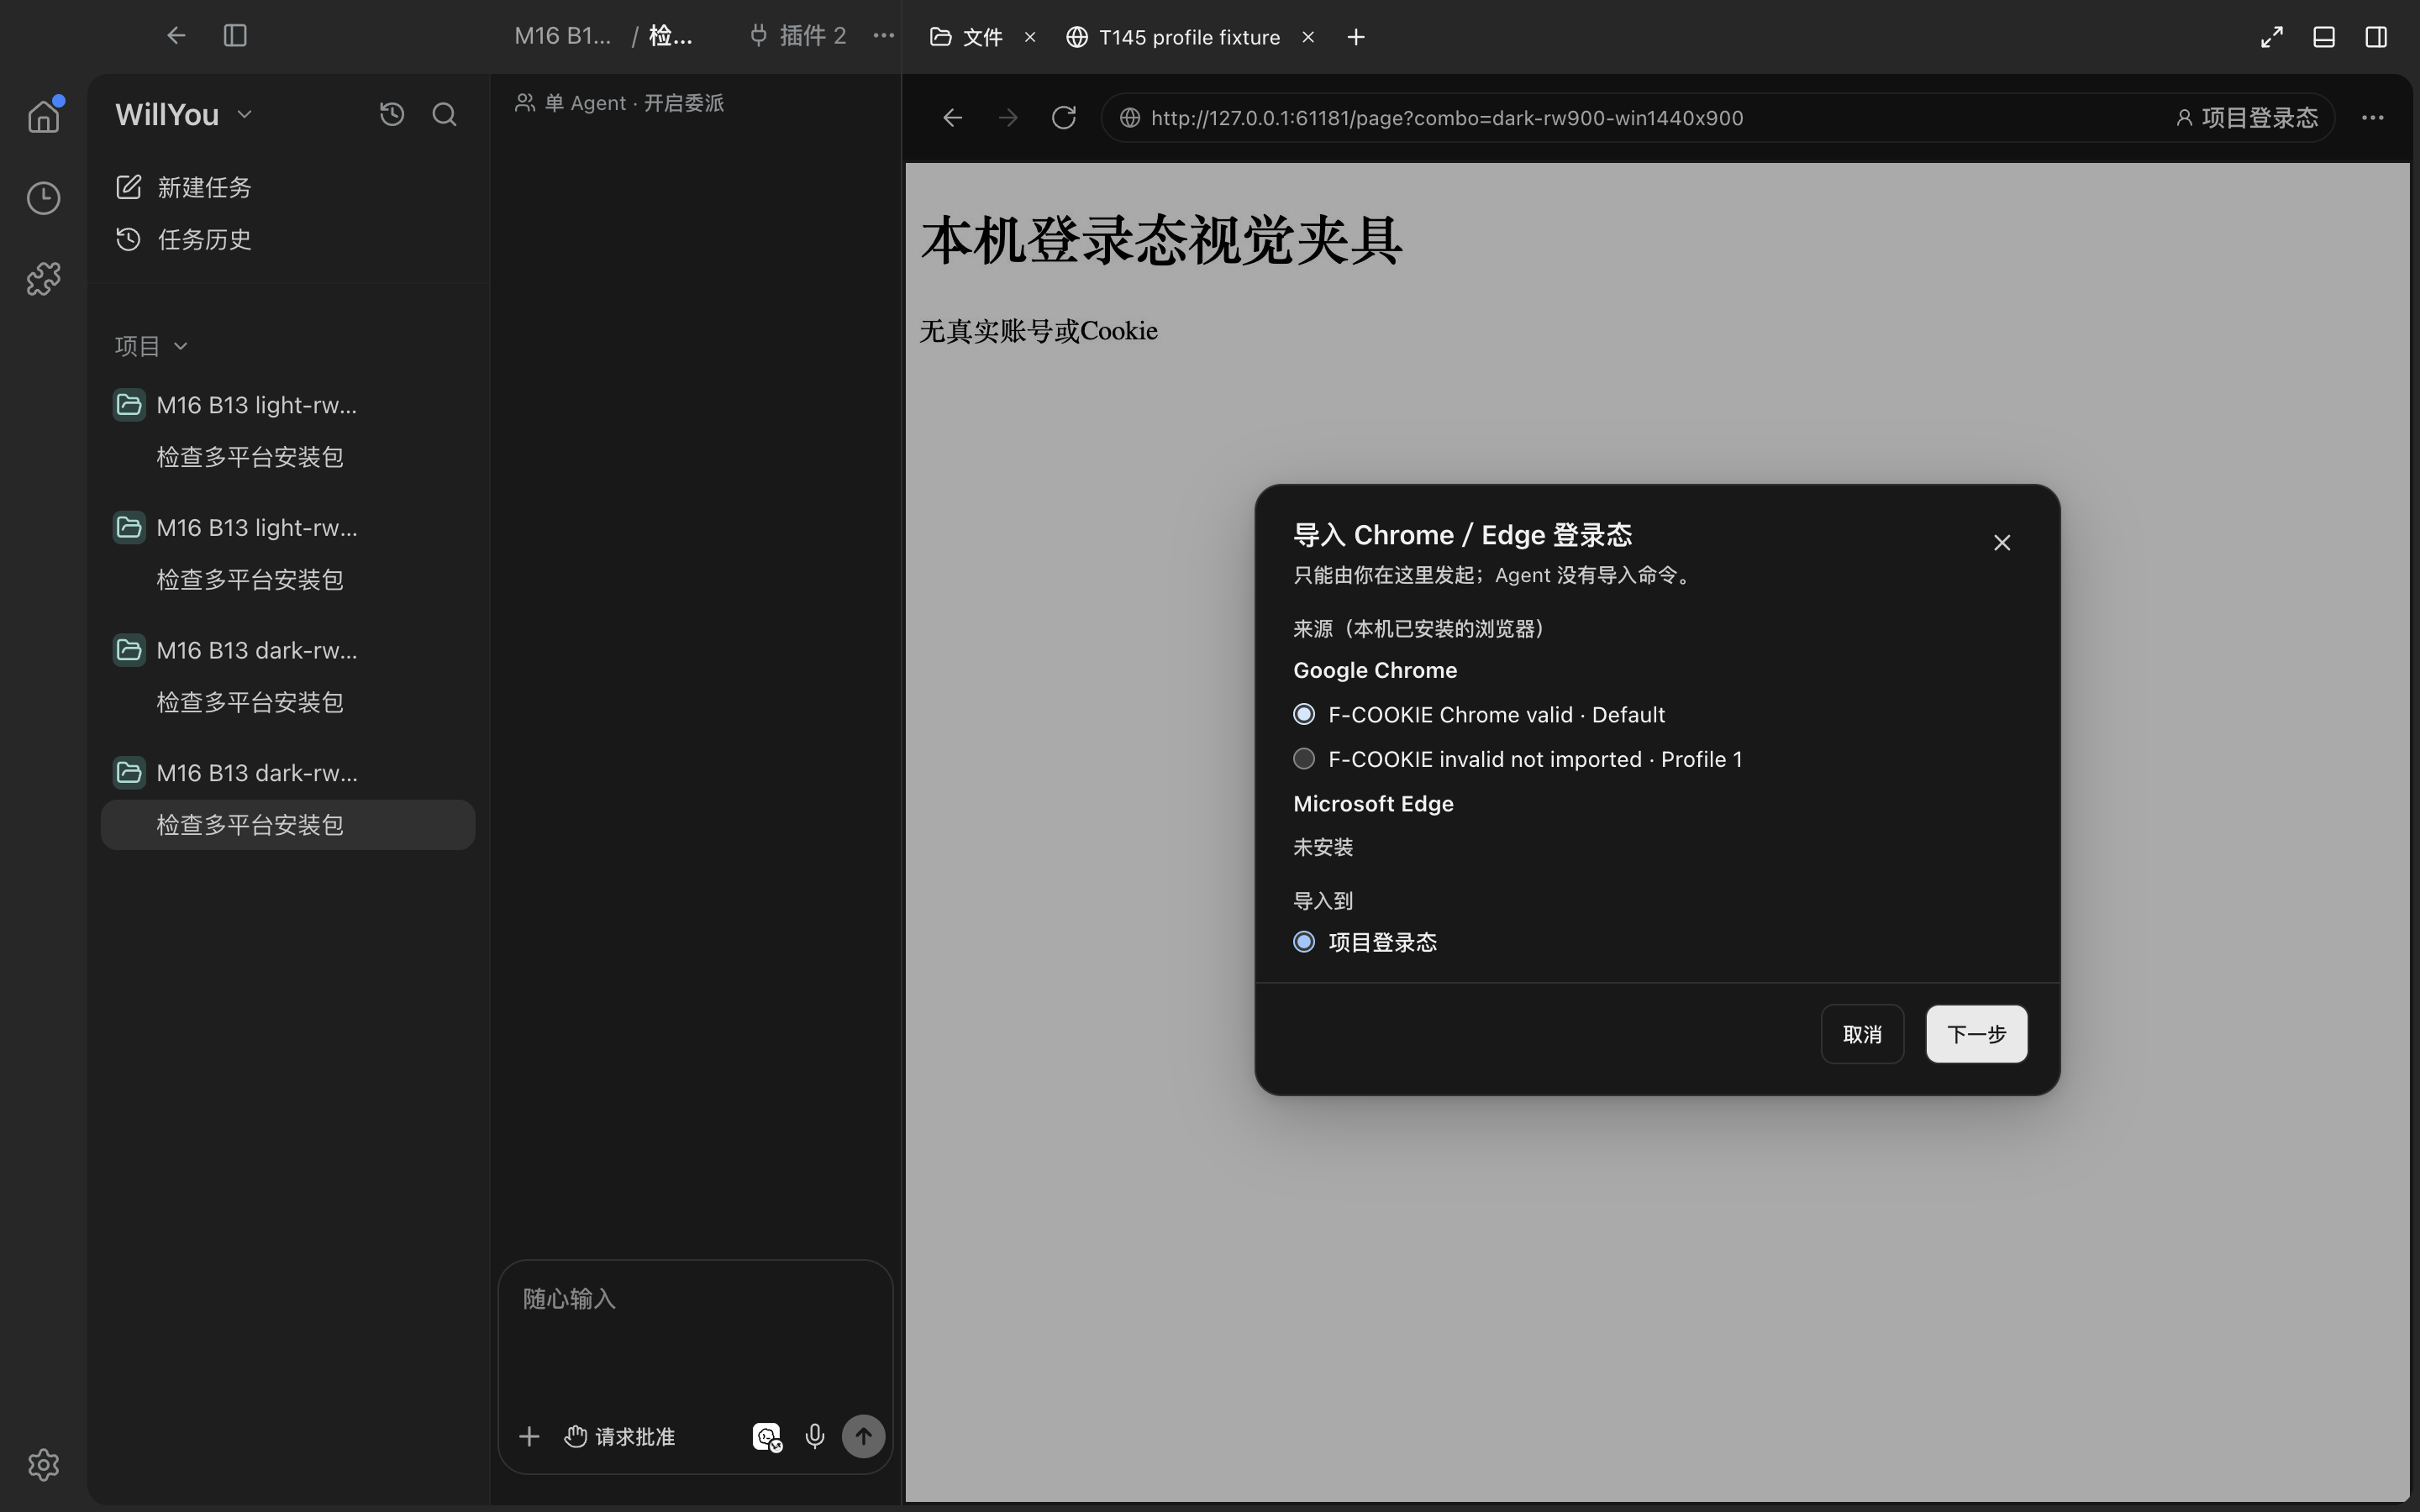 M16 B1... / 检...
插件 2
文件
T145 profile fixture
WillYou
单 Agent · 开启委派
http://127.0.0.1:61181/page?combo=dark-rw900-win1440x900
项目登录态
新建任务
任务历史
项目
M16 B13 light-rw...
检查多平台安装包
M16 B13 light-rw...
检查多平台安装包
M16 B13 dark-rw...
检查多平台安装包
M16 B13 dark-rw...
检查多平台安装包
随心输入
请求批准
本机登录态视觉夹具
无真实账号或Cookie
导入 Chrome / Edge 登录态
只能由你在这里发起；Agent 没有导入命令。
来源（本机已安装的浏览器）
Google Chrome
F-COOKIE Chrome valid · Default
F-COOKIE invalid not imported · Profile 1
Microsoft Edge
未安装
导入到
项目登录态
取消
下一步